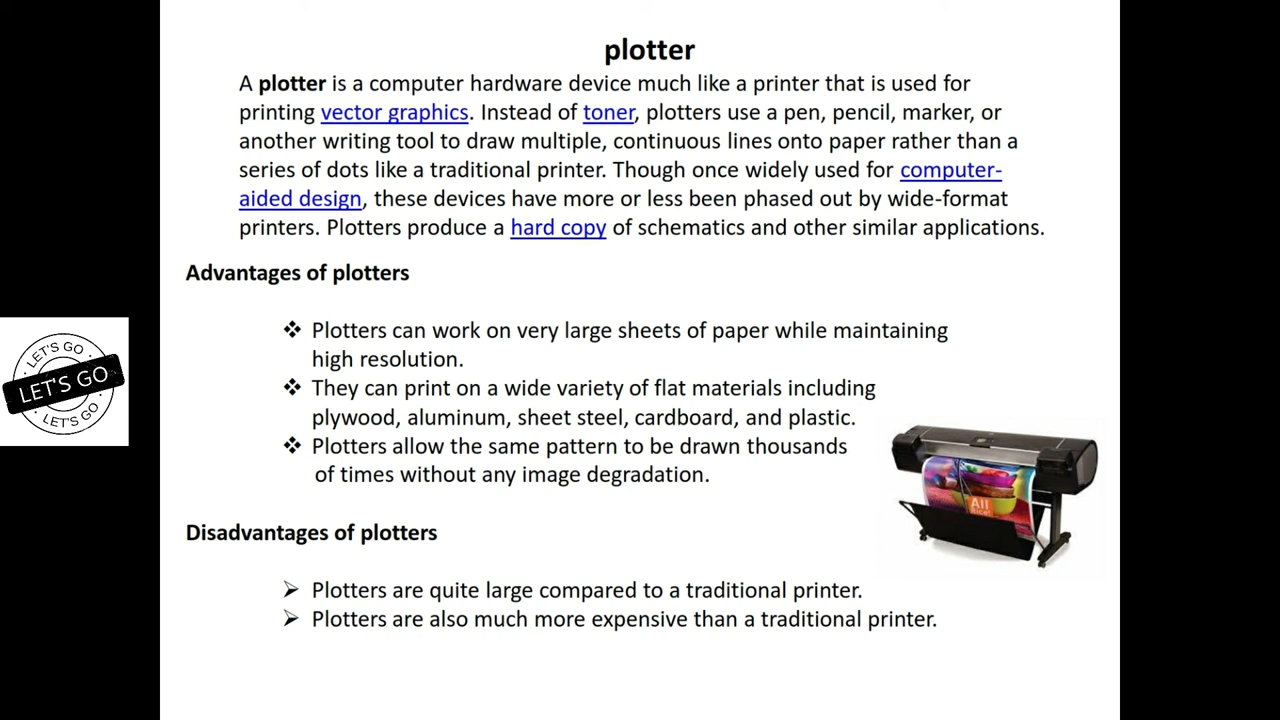 plotter
A plotter is a computer hardware device much like a printer that is used for
printing vector graphics. Instead of toner, plotters use a pen, pencil, marker, or
another writing tool to draw multiple, continuous lines onto paper rather than a
series of dots like a traditional printer. Though once widely used for computer-
aided design, these devices have more or less been phased out by wide-format
printers. Plotters produce a hard copy of schematics and other similar applications.
Advantages of plotters
Plotters can work on very large sheets of paper while maintaining
high resolution.
They can print on a wide variety of flat materials including
plywood, aluminum, sheet steel, cardboard, and plastic.
Plotters allow the same pattern to be drawn thousands
of times without any image degradation.
Disadvantages of plotters
Plotters are quite large compared to a traditional printer.
Plotters are also much more expensive than a traditional printer.
LET'S GO
LET'S GO
LET'S GO
All